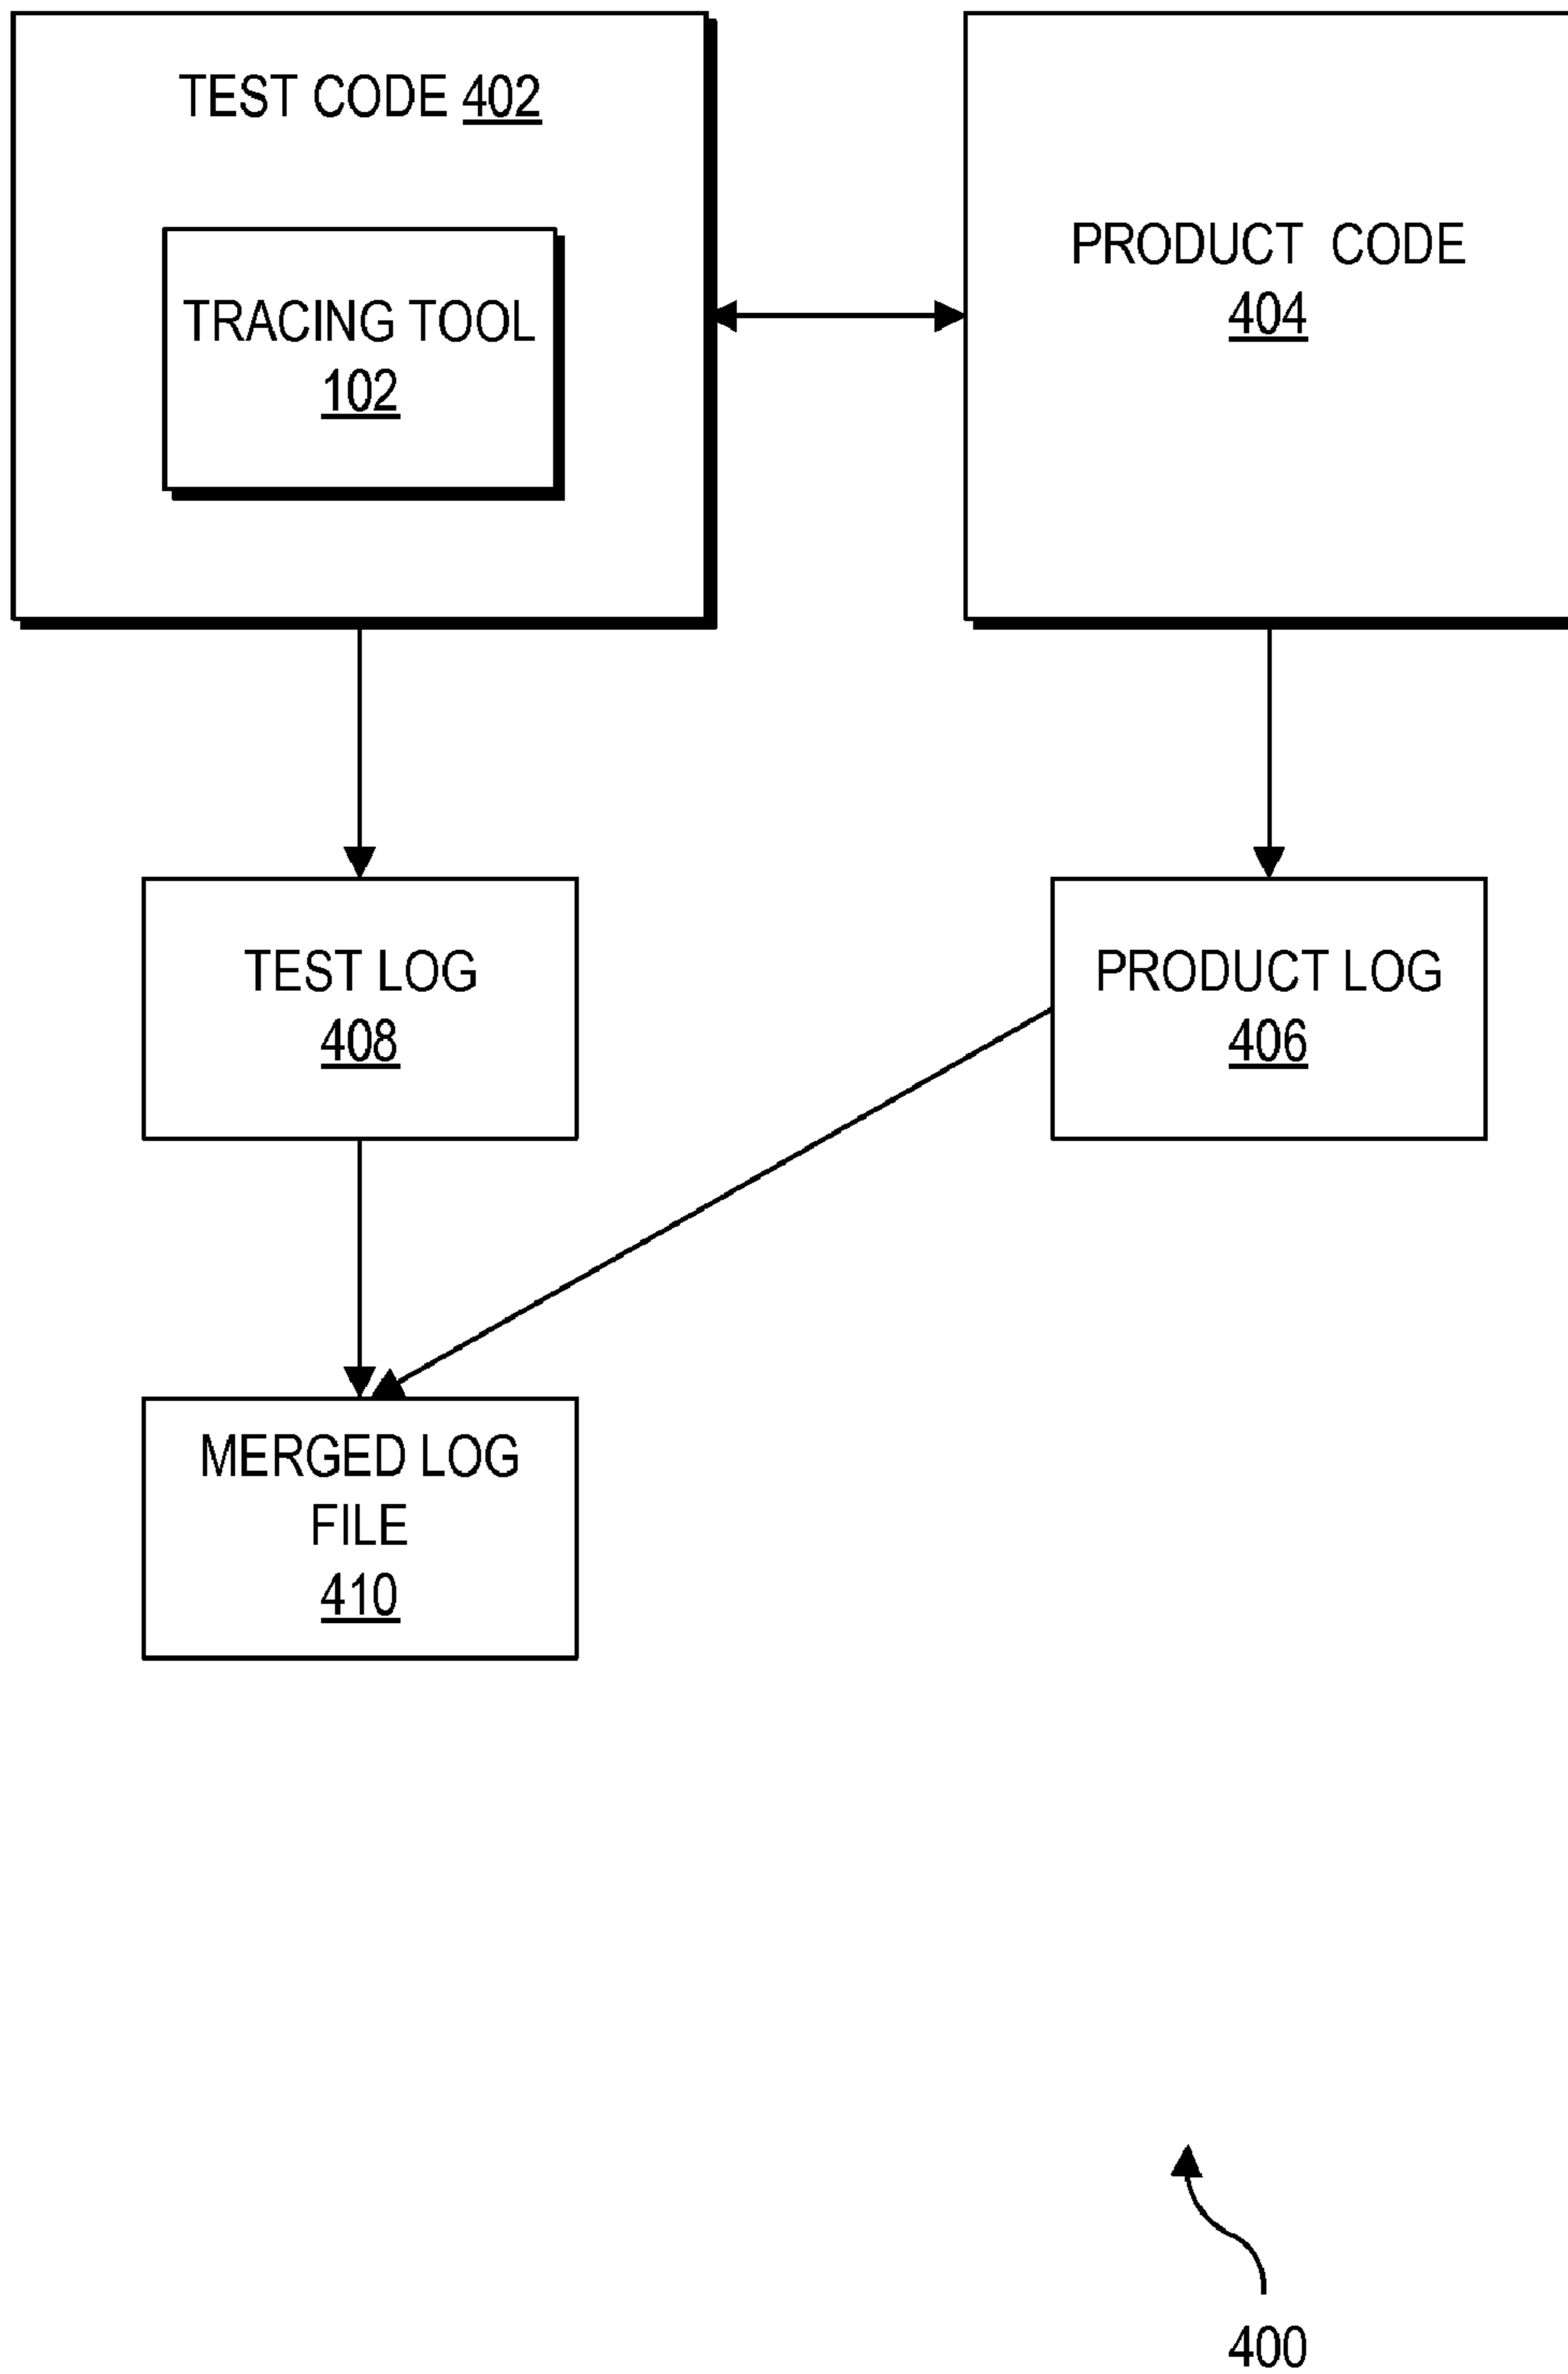 TEST CODE 402
TRACING TOOL
102
PRODUCT CODE
404
TEST LOG
408
PRODUCT LOG
406
MERGED LOG
FILE
410
400